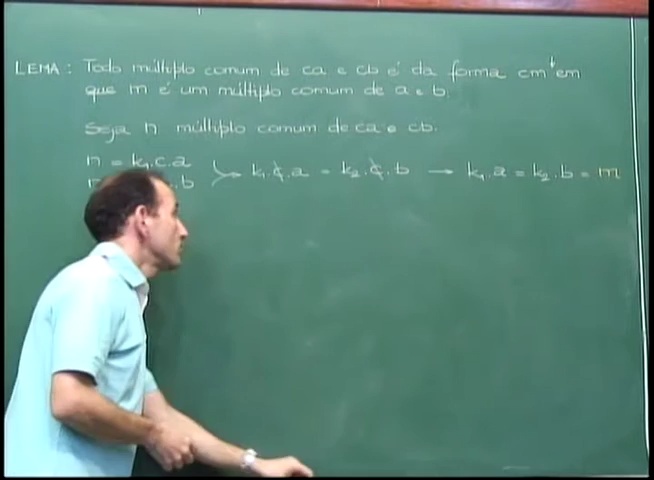 LEMA: Todo múltiplo comum de ca e cb é da forma cm, em
que m é um múltiplo comum de a e b.
Seja n múltiplo comum de ca e cb.
n = k₁.c.a
n .b
k₁.c.a = k₂.c.b → k₁.a = k₂.b = m